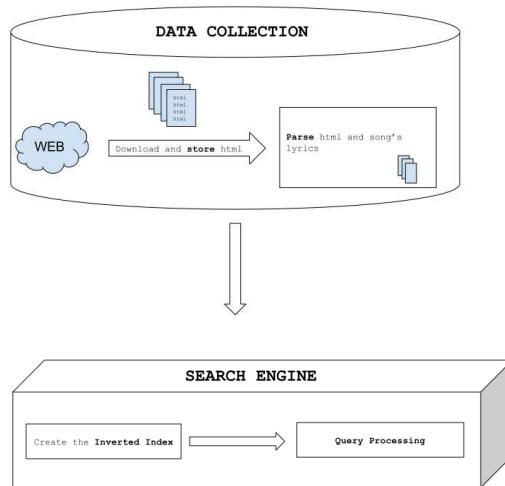 DATA COLLECTION
html
html
html
html
WEB
Download and store html
Parse html and song's
lyrics
SEARCH ENGINE
Create the Inverted Index
Query Processing